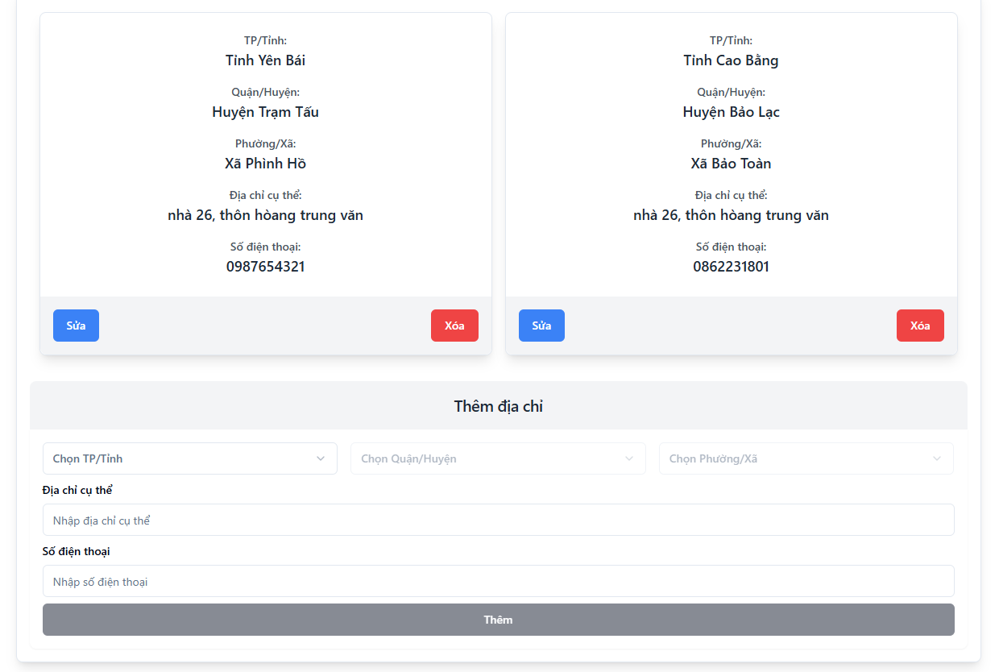 TP/Tỉnh:
Tỉnh Yên Bái
Quận/Huyện:
Huyện Trạm Tấu
Phường/Xã:
Xã Phình Hồ
Địa chỉ cụ thể:
nhà 26, thôn hòang trung văn
Số điện thoại:
0987654321
Sửa
Xóa
TP/Tỉnh:
Tỉnh Cao Bằng
Quận/Huyện:
Huyện Bảo Lạc
Phường/Xã:
Xã Bảo Toàn
Địa chỉ cụ thể:
nhà 26, thôn hòang trung văn
Số điện thoại:
0862231801
Sửa
Xóa
Thêm địa chỉ
Chọn TP/Tỉnh
Chọn Quận/Huyện
Chọn Phường/Xã
Địa chỉ cụ thể
Nhập địa chỉ cụ thể
Số điện thoại
Nhập số điện thoại
Thêm